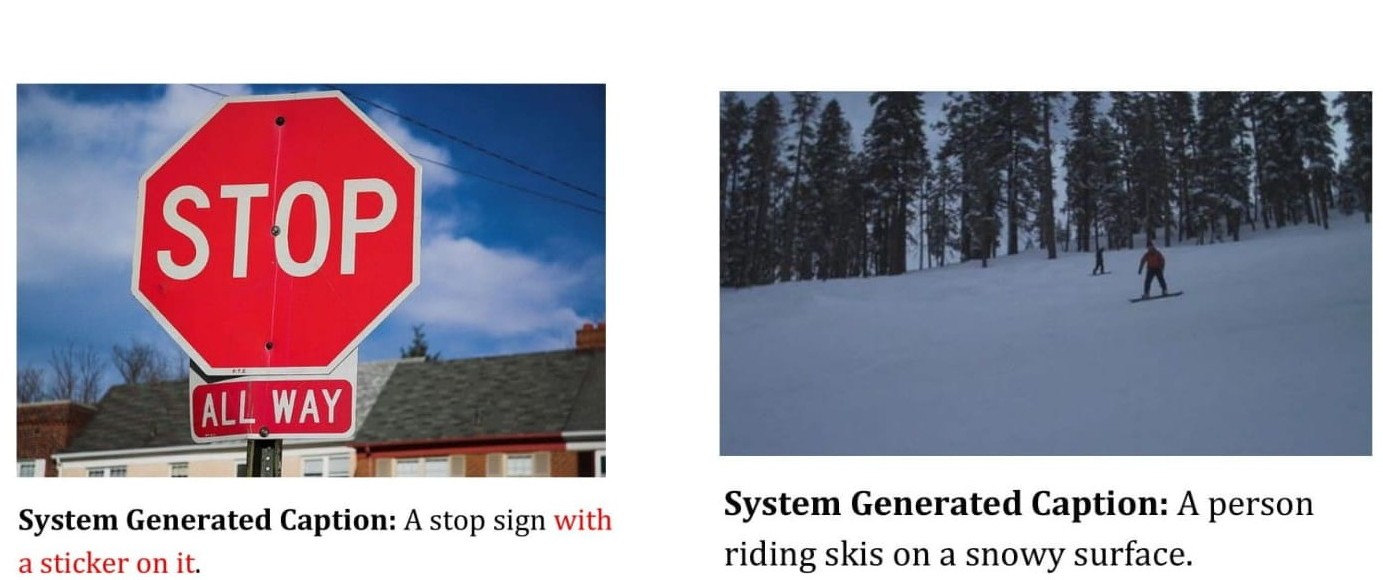 STOP
ALL WAY
System Generated Caption: A stop sign with
a sticker on it.
System Generated Caption: A person
riding skis on a snowy surface.